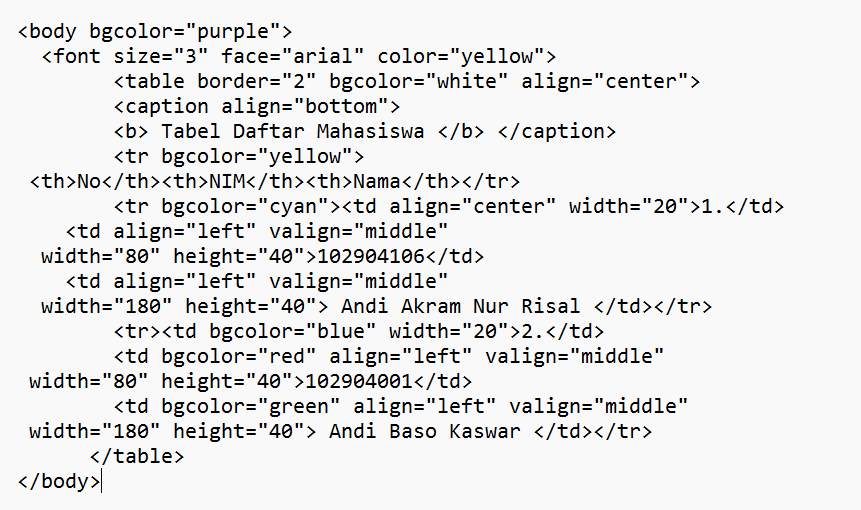 <body bgcolor="purple">
<font size="3" face="arial" color="yellow">
<table border="2" bgcolor="white" align="center">
<caption align="bottom">
<b> Tabel Daftar Mahasiswa </b> </caption>
<tr bgcolor="yellow">
<th>No</th><th>NIM</th><th>Nama</th></tr>
<tr bgcolor="cyan"><td align="center" width="20">1.</td>
<td align="left" valign="middle"
width="80" height="40">102904106</td>
<td align="left" valign="middle"
width="180" height="40"> Andi Akram Nur Risal </td></tr>
<tr><td bgcolor="blue" width="20">2.</td>
<td bgcolor="red" align="left" valign="middle"
width="80" height="40">102904001</td>
<td bgcolor="green" align="left" valign="middle"
width="180" height="40"> Andi Baso Kaswar </td></tr>
</table>
</body>